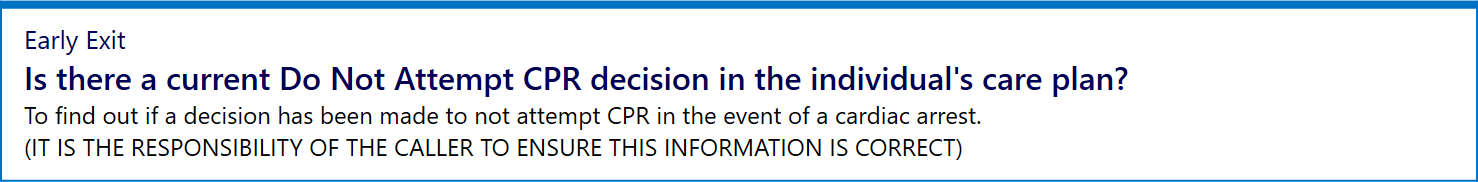 Early Exit
Is there a current Do Not Attempt CPR decision in the individual's care plan?
To find out if a decision has been made to not attempt CPR in the event of a cardiac arrest.
(IT IS THE RESPONSIBILITY OF THE CALLER TO ENSURE THIS INFORMATION IS CORRECT)